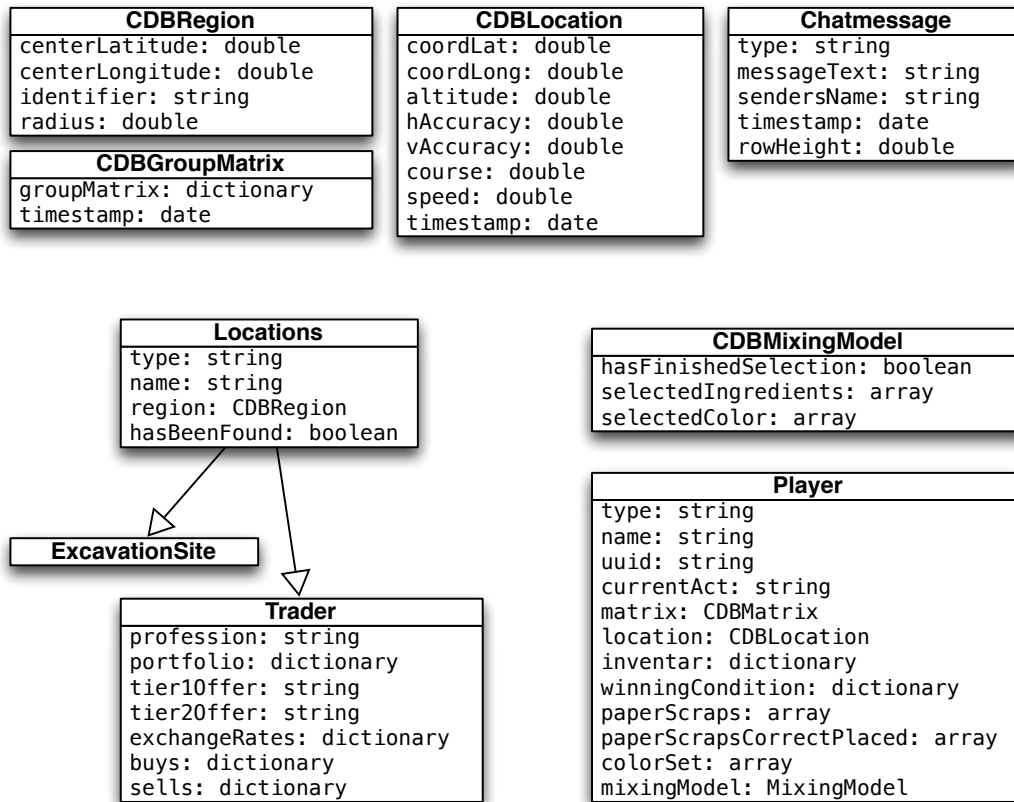 CDBRegion
centerLatitude: double
centerLongitude: double
identifier: string
radius: double
CDBGroupMatrix
groupMatrix: dictionary
timestamp: date
CDBLocation
coordLat: double
coordLong: double
altitude: double
hAccuracy: double
vAccuracy: double
course: double
speed: double
timestamp: date
Chatmessage
type: string
messageText: string
sendersName: string
timestamp: date
rowHeight: double
Locations
type: string
name: string
region: CDBRegion
hasBeenFound: boolean
ExcavationSite
Trader
profession: string
portfolio: dictionary
tier1Offer: string
tier2Offer: string
exchangeRates: dictionary
buys: dictionary
sells: dictionary
CDBMixingModel
hasFinishedSelection: boolean
selectedIngredients: array
selectedColor: array
Player
type: string
name: string
uuid: string
currentAct: string
matrix: CDBMatrix
location: CDBLocation
inventar: dictionary
winningCondition: dictionary
paperScraps: array
paperScrapsCorrectPlaced: array
colorSet: array
mixingModel: MixingModel